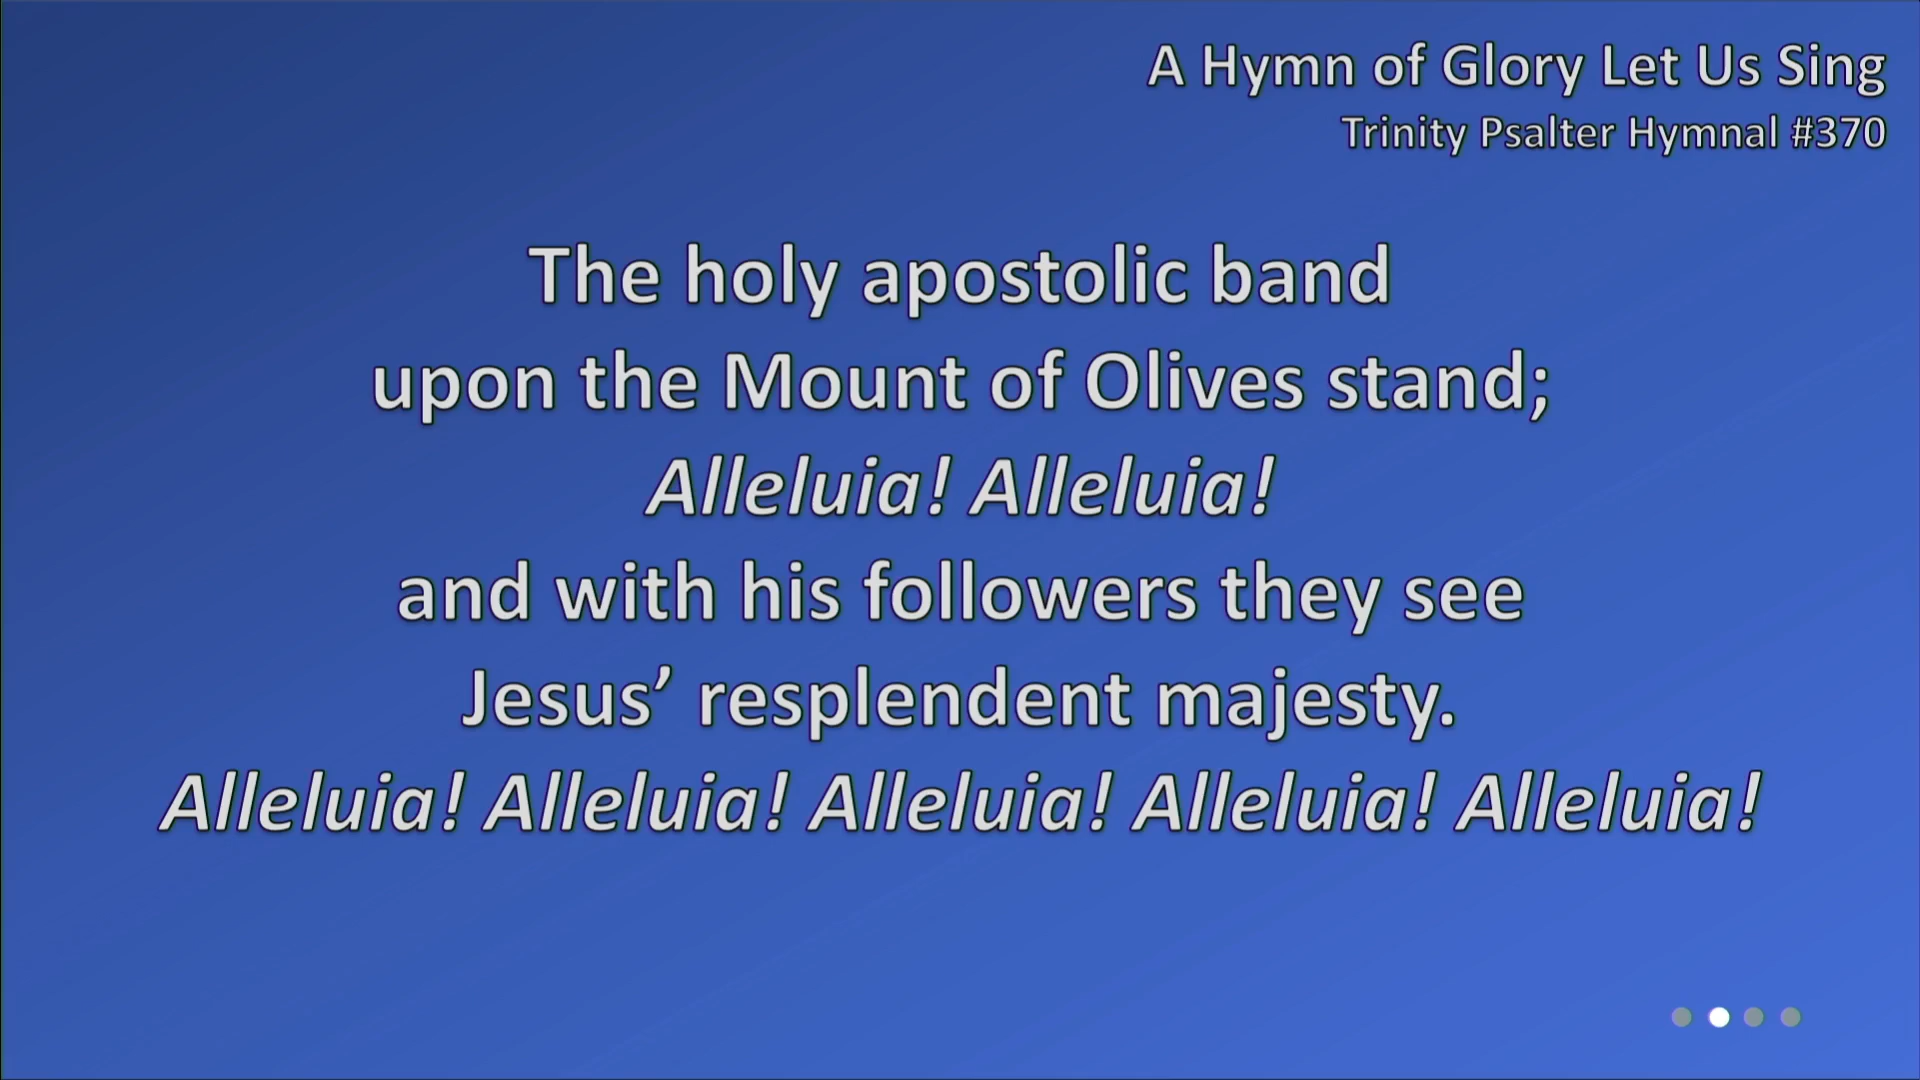 A Hymn of Glory Let Us Sing
Trinity Psalter Hymnal #370
The holy apostolic band
upon the Mount of Olives stand;
Alleluia! Alleluia!
and with his followers they see
Jesus’ resplendent majesty.
Alleluia! Alleluia! Alleluia! Alleluia! Alleluia!